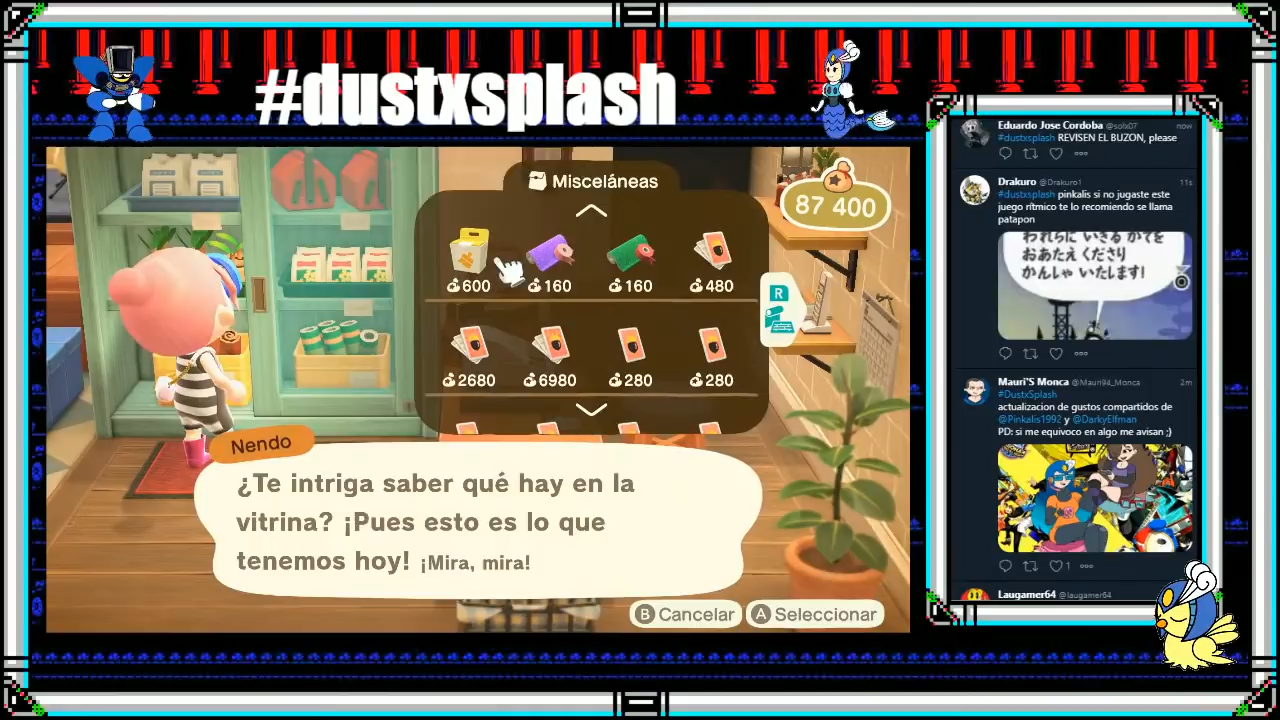 #dustxsplash
Misceláneas
87 400
600 160 160 480
R
2680 6980 280 280
Nendo
¿Te intriga saber qué hay en la
vitrina? ¡Pues esto es lo que
tenemos hoy! ¡Mira, mira!
B Cancelar A Seleccionar
Eduardo Jose Cordoba @sofx07 now
#dustxsplash REVISEN EL BUZON, please
Drakuro @Drakuro1 11s
#dustxsplash pinkalis si no jugaste este
juego rítmico te lo recomiendo se llama
patapon
われらに いきる かてを
おあたえ くださり
かんしゃ いたします!
Mauri'S Monca @Mauri94_Monca 2m
#DustxSplash
actualizacion de gustos compartidos de
@Pinkalis1992 y @DarkyElfman
PD: si me equivoco en algo me avisan ;)
1
Laugamer64 @laugamer64